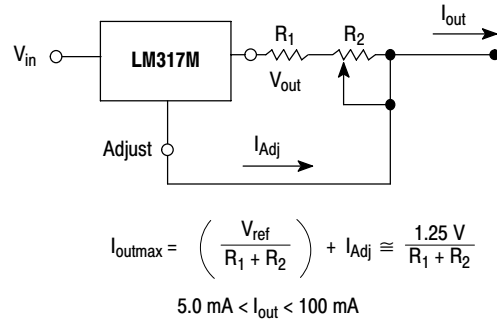 I_out
R_1 R_2
V_in LM317M
V_out
Adjust I_Adj
I_outmax = ( V_ref / R_1 + R_2 ) + I_Adj ≅ 1.25 V / R_1 + R_2
5.0 mA < I_out < 100 mA